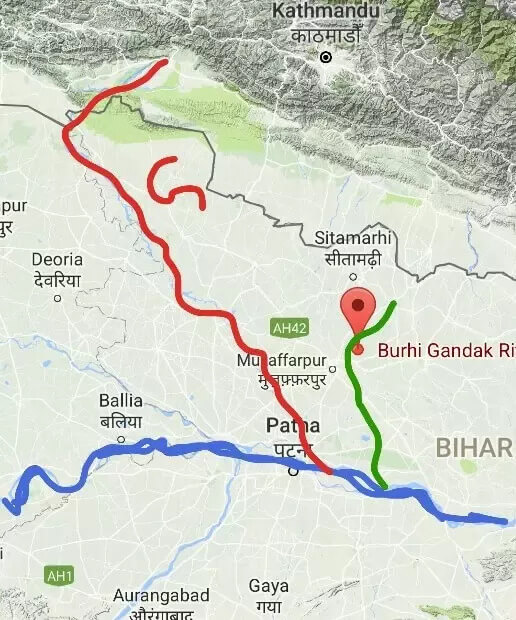 Kathmandu
काठमाडौँ
pur
पुर
Deoria
देवरिया
Sitamarhi
सीतामढ़ी
AH42
Burhi Gandak Ri
Muzaffarpur
मुज़फ़्फ़रपुर
Ballia
बलिया
Patna
पटना
BIHAR
AH1
Aurangabad
औरंगाबाद
Gaya
गया